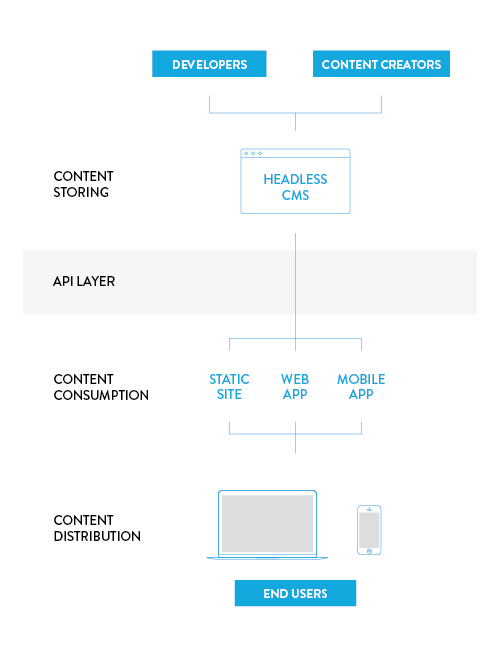 DEVELOPERS
CONTENT CREATORS
CONTENT
STORING
HEADLESS
CMS
API LAYER
CONTENT
CONSUMPTION
STATIC
SITE
WEB
APP
MOBILE
APP
CONTENT
DISTRIBUTION
END USERS